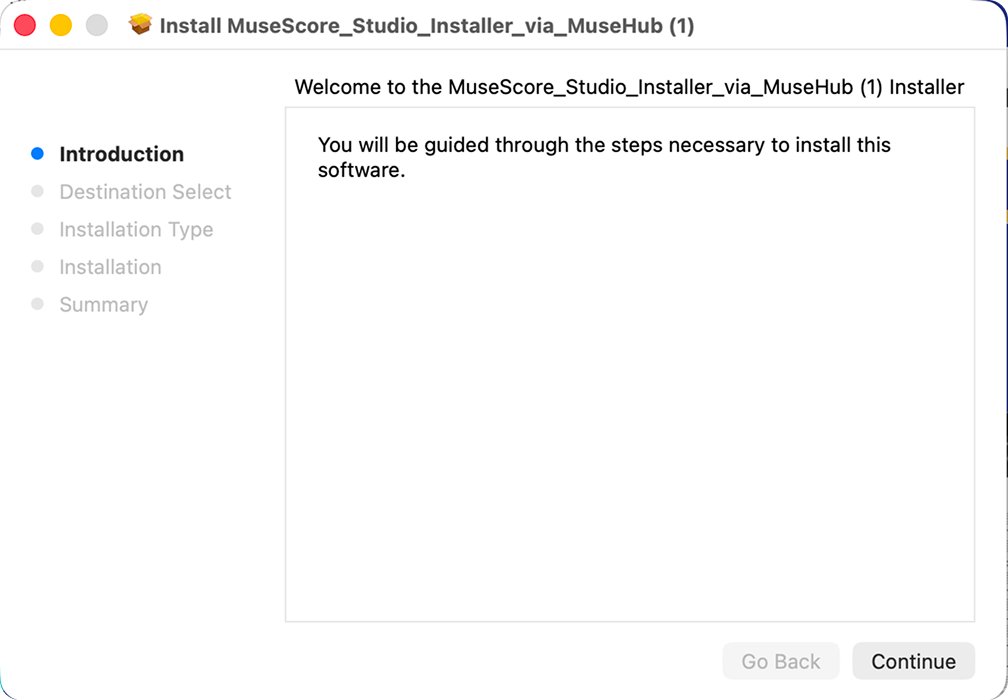 Install MuseScore_Studio_Installer_via_MuseHub (1)
Welcome to the MuseScore_Studio_Installer_via_MuseHub (1) Installer
Introduction
Destination Select
Installation Type
Installation
Summary
You will be guided through the steps necessary to install this
software.
Go Back
Continue